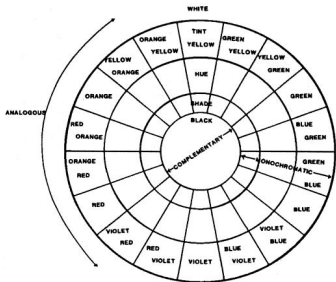 WHITE
TINT
YELLOW
GREEN
YELLOW
YELLOW
GREEN
GREEN
BLUE
GREEN
GREEN
BLUE
BLUE
VIOLET
BLUE
BLUE
VIOLET
VIOLET
RED
VIOLET
VIOLET
RED
RED
ORANGE
RED
RED
ORANGE
ORANGE
YELLOW
ORANGE
ORANGE
YELLOW
HUE
SHADE
BLACK
COMPLEMENTARY
MONOCHROMATIC
ANALOGOUS